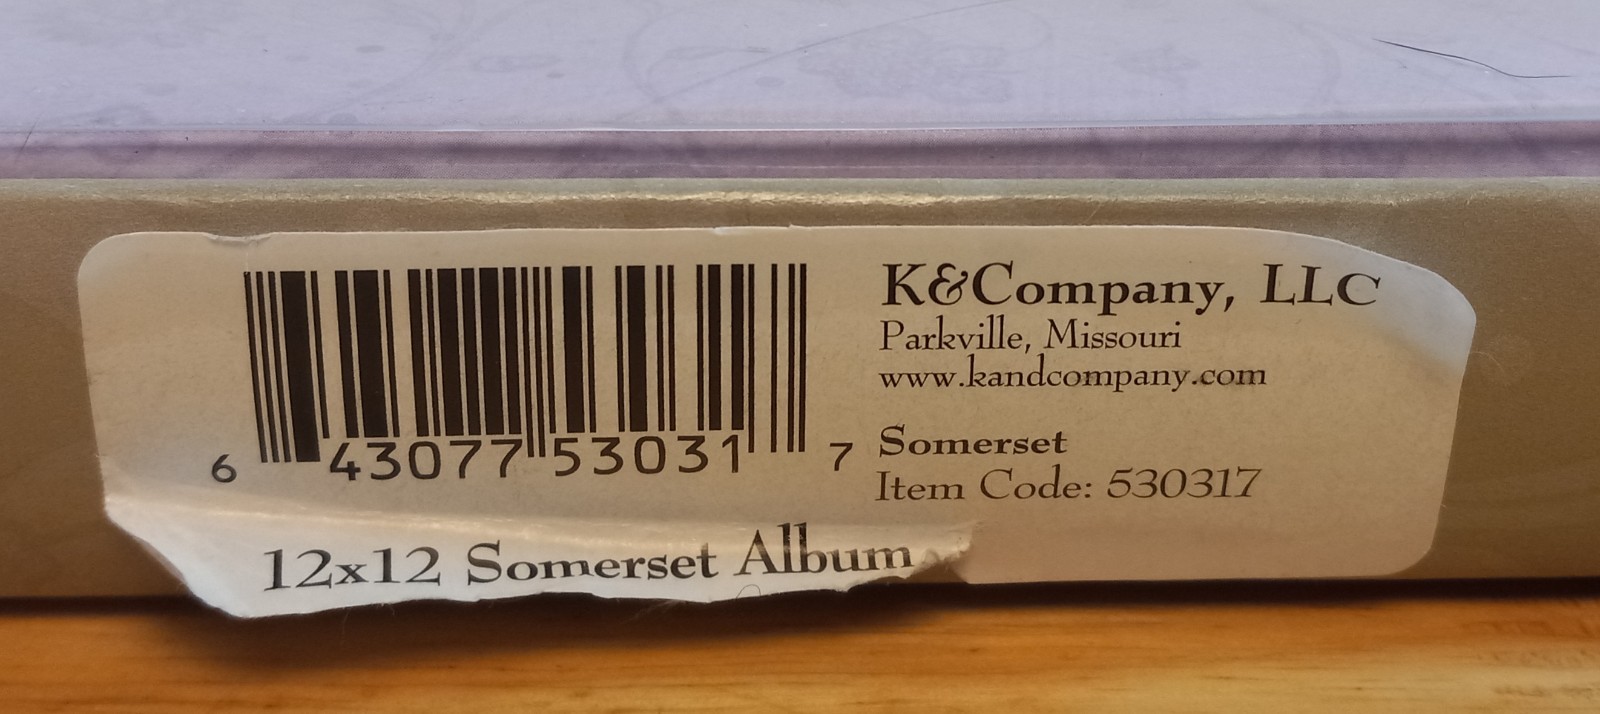 K&Company, LLC
Parkville, Missouri
www.kandcompany.com
Somerset
Item Code: 530317
6 43077 53031 7
12x12 Somerset Album